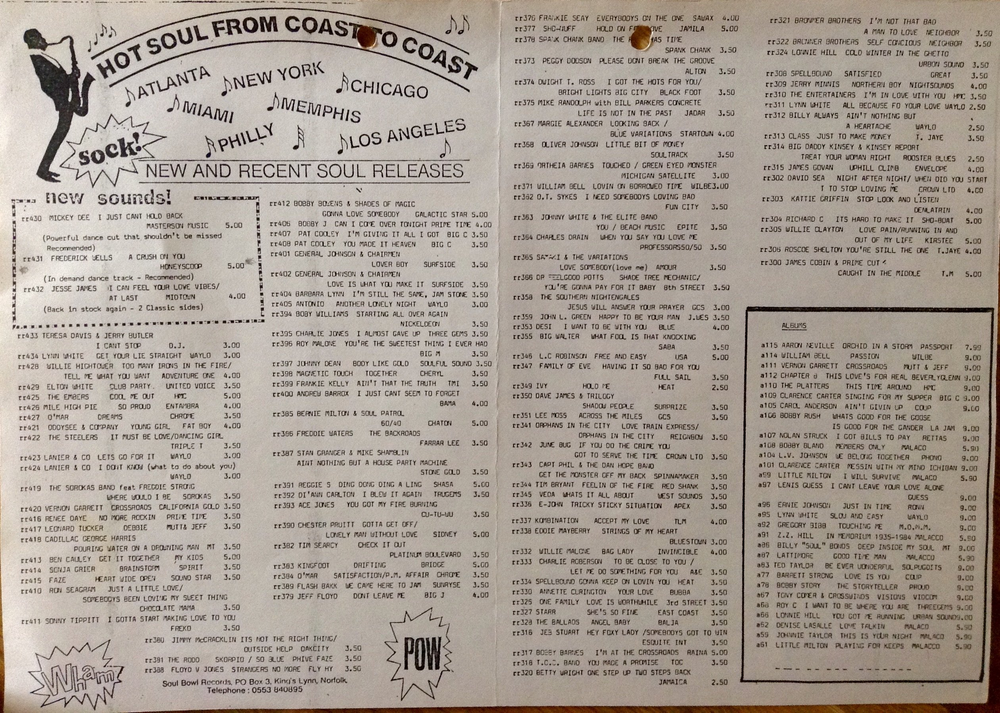 HOT SOUL FROM COAST TO COAST
ATLANTA
NEW YORK
CHICAGO
MIAMI
MEMPHIS
PHILLY
LOS ANGELES
sock!
NEW AND RECENT SOUL RELEASES
new sounds!
rr430 MICKEY DEE I JUST CANT HOLD BACK
MASTERSON MUSIC 5.00
(Powerful dance cut that shouldn't be missed
Recommended)
rr431 FREDERICK WELLS A CRUSH ON YOU
HONEYSCOOP 5.00
(In demand dance track - Recommended)
rr432 JESSE JAMES I CAN FEEL YOUR LOVE VIBES/
AT LAST MIDTOWN 4.00
(Back in stock again - 2 Classic sides)
rr433 TERESA DAVIS & JERRY BUTLER
I CANT STOP O.J. 3.00
rr434 LYNN WHITE GET YOUR LIE STRAIGHT WAYLO 3.00
rr428 WILLIE HIGHTOWER TOO MANY IRONS IN THE FIRE/
TELL ME WHAT YOU WANT ADVENTURE ONE 4.00
rr429 ELTON WHITE CLUB PARTY UNITED VOICE 3.50
rr425 THE EMBERS COOL ME OUT HMC 5.00
rr426 MILE HIGH PIE SO PROUD ENTAMBRA 4.00
rr427 O'MAR DREAMS CHROME 3.50
rr421 ODDYSEE & COMPANY YOUNG GIRL FAT BOY 4.00
rr422 THE STEELERS IT MUST BE LOVE/DANCING GIRL
TRIPLE T 3.50
rr423 LANIER & CO LETS GO FOR IT WAYLO 3.00
rr424 LANIER & CO I DONT KNOW (what to do about you)
WAYLO 3.00
rr419 THE SOROKAS BAND feat FREDDIE STRONG
WHERE WOULD I BE SOROKAS 3.50
rr420 VERNON GARRETT CROSSROADS CALIFORNIA GOLD 3.50
rr416 RENEE DAYE NO MORE ROCKIN PRIME TIME 4.00
rr417 LEONARD TUCKER DEBBIE MUTT& JEFF 3.50
rr418 CADILLAC GEORGE HARRIS
POURING WATER ON A DROWNING MAN MT 3.50
rr413 BEN CAULEY GET IT TOGETHER MY KIDS 5.00
rr414 SONJA GRIER BRAINSTORM SPIRIT 3.50
rr415 FAZE HEART WIDE OPEN SOUND STAR 3.50
rr410 RON SEAGRAM JUST A LITTLE LOVE/
SOMEBODYS BEEN LOVING MY SWEET THING
CHOCOLATE MAMA 3.50
rr411 SONNY TIPPITT I GOTTA START MAKING LOVE TO YOU
FREKO 3.50
rr380 JIMMY McCRACKLIN ITS NOT THE RIGHT THING/
OUTSIDE HELP OAKCITY 3.50
rr381 THE RODO SKORPIO / SO BLUE PHIVE FAZE 3.50
rr388 FLOYD V JONES STRANGERS NO MORE FLY HY 3.50
Wham
Soul Bowl Records, PO Box 3, King's Lynn, Norfolk.
Telephone: 0553 840895
rr412 BOBBY BOWENS & SHADES OF MAGIC
GONNA LOVE SOMEBODY GALACTIC STAR 5.00
rr406 BOBBY J CAN I COME OVER TONIGHT PRIME TIME 4.00
rr407 PAT COOLEY I'M GIVING IT ALL I GOT BIG C 3.50
rr408 PAT COOLEY YOU MADE IT HEAVEN BIG C 3.50
rr401 GENERAL JOHNSON & CHAIRMEN
LOVER BOY SURFSIDE 3.50
rr402 GENERAL JOHNSON & CHAIRMEN
LOVE IS WHAT YOU MAKE IT SURFSIDE 3.50
rr404 BARBARA LYNN I'M STILL THE SAME, JAM STONE 3.50
rr405 ANTONIO ANOTHER LONELY NIGHT WAYLO 3.00
rr394 BOBY WILLIAMS STARTING ALL OVER AGAIN
NICKELDEON 3.50
rr395 CHARLIE JONES I ALMOST GAVE UP THREE GEMS 3.50
rr396 ROY MALONE YOU'RE THE SWEETEST THING I EVER HAD
BIG M 3.50
rr397 JOHNNY DEAN BODY LIKE GOLD SOULFUL SOUND 3.50
rr398 MAGNETIC TOUCH TOGETHER CHERYL 3.50
rr399 FRANKIE KELLY AIN'T THAT THE TRUTH TMI 3.50
rr400 ANDREW BARROX I JUST CANT SEEM TO FORGET
BAMA 4.00
rr385 BERNIE MILTON & SOUL PATROL
60/40 CHATON 5.00
rr386 FREDDIE WATERS THE BACKROADS
FARRAR LEE 3.50
rr387 STAN GRANGER & MIKE SHAMBLIN
AINT NOTHING BUT A HOUSE PARTY MACHINE
STONE GOLD 3.50
rr391 REGGIE S DING DONG DING A LING SHASA 5.00
rr392 DI'ANN CARLTON I BLEW IT AGAIN TRUGEMS 3.50
rr393 ACE JONES YOU GOT MY FIRE BURNING
CU-TU-WU 3.50
rr390 CHESTER PRUITT GOTTA GET OFF/
LONELY MAN WITHOUT LOVE SIDNEY 5.00
rr382 TIM SEARCY CHECK IT OUT
PLATINUM BOULEVARD 3.50
rr383 KINGFOOT DRIFTING BRIDGE 5.00
rr384 O'MAR SATISFACTION/P.M. AFFAIR CHROME 3.50
rr389 FLASH BAXX WE CAME HERE TO JAM SUNRYSE 3.50
rr379 JEFF FLOYD DONT LEAVE ME BIG J 4.00
POW
rr376 FRANKIE SEAY EVERYBODYS ON THE ONE SAWAX 4.00
rr377 SHO-NUFF HOLD ON JAMILA 5.00
rr378 SPANK CHANK BAND THE TIME
SPANK CHANK 3.50
rr373 PEGGY DODSON PLEASE DONT BREAK THE GROOVE
ALTON 3.50
rr374 DWIGHT T. ROSS I GOT THE HOTS FOR YOU/
BRIGHT LIGHTS BIG CITY BLACK FOOT 3.50
rr375 MIKE RANDOLPH with BILL PARKERS CONCRETE
LIFE IS NOT IN THE PAST JADAR 3.50
rr367 MARGIE ALEXANDER LOOKING BACK /
BLUE VARIATIONS STARTOWN 4.00
rr368 OLIVER JOHNSON LITTLE BIT OF MONEY
SOULTRACK 3.50
rr369 ORTHEIA BARNES TOUCHED / GREEN EYED MONSTER
MICHIGAN SATELLITE 3.00
rr371 WILLIAM BELL LOVIN ON BORROWED TIME WILBE 3.00
rr362 O.T. SYKES I NEED SOMEBODYS LOVING BAD
FUN CITY 3.50
rr363 JOHNNY WHITE & THE ELITE BAND
YOU / BEACH MUSIC EPITE 3.50
rr364 CHARLES DRAIN WHEN YOU SAY YOU LOVE ME
PROFESSORISSO/SO 3.50
rr365 & THE VARIATIONS
LOVE SOMEBODY(love me) AMOUR 3.50
rr366 DR FEELGOOD POTTS SHADE TREE MECHANIC/
YOU'RE GONNA PAY FOR IT BABY 8th STREET 3.50
rr358 THE SOUTHERN NIGHTENGALES
JESUS WILL ANSWER YOUR PRAYER GCS 3.00
rr359 JOHN L. GREEN HAPPY TO BE YOUR MAN J.WES 3.50
rr353 DESI I WANT TO BE WITH YOU BLUE 4.00
rr355 BIG WALTER WHAT FOOL IS THAT KNOCKING
SABA 3.50
rr345 L.C ROBINSON FREE AND EASY USA 5.00
rr347 FAMILY OF EVE HAVING IT SO BAD FOR YOU
FULL SAIL 3.50
rr349 IVY HOLD ME HEAT 2.50
rr350 DAVE JAMES & TRILOGY
SHADOW PEOPLE SURPRIZE 3.50
rr351 LEE MOSS ACROSS THE MILES GCS 3.50
rr341 ORPHANS IN THE CITY LOVE TRAIN EXPRESS/
ORPHANS IN THE CITY REIGNBOW 3.50
rr342 JUNE BUG IF YOU DO THE CRIME YOU
GOT TO SERVE THE TIME CROWN LTD 3.50
rr343 CAPT PHIL & THE DAN HOPE BAND
GET THE MONSTER OFF MY BACK SPINNAWAKER 3.50
rr344 TIM BRYANT FEELIN OF THE FIRE RED SHANK 3.50
rr345 VEDA WHATS IT ALL ABOUT WEST SOUNDS 3.50
rr336 E-JOHN TRICKY STICKY SITUATION APEX 3.50
rr337 KOMBINATION ACCEPT MY LOVE TLM 4.00
rr338 EDDIE MAYBERRY STRINGS OF MY HEART
BLUESTOWN 3.00
rr332 WILLIE MALONE BAG LADY INVINCIBLE 4.00
rr333 CHARLIE ROBERSON TO BE CLOSE TO YOU /
LET ME DO SOMETHING FOR YOU A&E 3.50
rr334 SPELLBOUND GONNA KEEP ON LOVIN YOU HEAT 3.50
rr330 ANNETTE CURINGTON YOUR LOVE BUBBA 3.50
rr325 ONE FAMILY LOVE IS WORTHWHILE 3rd STREET 3.50
rr327 STARR SHE'S SO FINE EAST COAST 3.50
rr328 THE BALLADS ANGEL BABY BALJA 3.50
rr316 JES STUART HEY FOXY LADY /SOMEBODYS GOT TO WIN
ESQUITE INT 3.50
rr317 BOBBY BARNES I'M AT THE CROSSROADS RAINA 5.00
rr318 T.C.C. BAND YOU MADE A PROMISE TOC 3.50
rr320 BETTY WRIGHT ONE STEP UP TWO STEPS BACK
JAMAICA 2.50
rr321 BRONNER BROTHERS I'M NOT THAT BAD
A MAN TO LOVE NEIGHBOR 3.50
rr322 BRONNER BROTHERS SELF CONCIOUS NEIGHBOR 3.50
rr324 LONNIE HILL COLD WINTER IN THE GHETTO
URBON SOUND 3.50
rr308 SPELLBOUND SATISFIED GREAT 3.50
rr309 JERRY MINNIS NORTHERN BOY NIGHTSOUNDS 4.00
rr310 THE ENTERTAINERS I'M IN LOVE WITH YOU HMC 3.50
rr311 LYNN WHITE ALL BECAUSE FO YOUR LOVE WAYLO 2.50
rr312 BILLY ALWAYS AIN'T NOTHING BUT
A HEARTACHE WAYLO 2.50
rr313 CLASS JUST TO MAKE MONEY T. JAYE 3.50
rr314 BIG DADDY KINSEY & KINSEY REPORT
TREAT YOUR WOMAN RIGHT ROOSTER BLUES 2.50
rr315 JAMES GOVAN UPHILL CLIMB ENVELOPE 4.00
rr302 DAVID SEA NIGHT AFTER NIGHT/ WHEN DID YOU START
T TO STOP LOVING ME CROWN LTD 4.00
rr303 KATTIE GRIFFIN STOP LOOK AND LISTEN
DENLATRIN 4.00
rr304 RICHARD C ITS HARD TO MAKE IT SHO-BOAT 5.00
rr305 WILLIE CLAYTON LOVE PAIN/RUNNING IN AND
OUT OF MY LIFE KIRSTEE 5.00
rr306 ROSCOE SHELTON YOU'RE STILL THE ONE T.JAYE 4.00
rr300 JAMES COBIN & PRIME CUT
CAUGHT IN THE MIDDLE T.M 5.00
ALBUMS
a115 AARON NEVILLE ORCHID IN A STORM PASSPORT 7.90
a114 WILLIAM BELL PASSION WILBE 9.00
a111 VERNON GARRETT CROSSROADS MUTT & JEFF 9.00
a112 CHAPTER 8 THIS LOVE'S FOR REAL BEVERLYGLENN 9.00
a110 THE PLATTERS THIS TIME AROUND HMC 9.00
a109 CLARENCE CARTER SINGING FOR MY SUPPER BIG C 9.00
a105 CAROL ANDERSON AIN'T GIVIN UP COUP 9.00
a106 BOBBY RUSH WHATS GOOD FOR THE GOOSE
IS GOOD FOR THE GANDER LA JAM 9.00
a107 NOLAN STRUCK I GOT BILLS TO PAY RETTAS 9.00
a108 BOBBY BLAND MEMBERS ONLY MALACO 5.90
a104 L.V. JOHNSON WE BELONG TOGETHER PHONO 9.00
a101 CLARENCE CARTER MESSIN WITH MY MIND ICHIBAN 9.00
a59 LITTLE MILTON I WILL SURVIVE MALACO 5.90
a97 LENIS GUESS I CANT LEAVE YOUR LOVE ALONE
GUESS 9.00
a96 ERNIE JOHNSON JUST IN TIME RONN 9.00
a95 LYNN WHITE SLOW AND EASY WAYLO 9.00
a92 GREGORY BIBB TOUCHING ME M.D.M.M. 9.00
a91 Z.Z. HILL IN MEMORIUM 1935-1984 MALACO 5.90
a86 BILLY "SOUL" BONDS DEEP INSIDE MY SOUL MT 9.00
a87 LATTIMORE GOOD TIME MAN MALACO 5.90
a83 TED TAYLOR BE EVER WONDERFUL SOLPUGDITS 9.00
a77 BARRETT STRONG LOVE IS YOU COUP 9.00
a78 BOBBY STORY THE STORYTELLER PROUD 9.00
a67 TONY COMER & CROSSWINDS VISIONS VIDCOM 9.00
a68 ROY C I WANT TO BE WHERE YOU ARE THREEGEMS 9.00
a66 LONNIE HILL YOU GOT ME RUNNING URBAN SOUNDS 9.00
a62 DENISE LASALLE LOVE TALKIN MALACO 5.90
a59 JOHNNIE TAYLOR THIS IS YOUR NIGHT MALACO 5.90
a61 LITTLE MILTON PLAYING FOR KEEPS MALACO 5.90